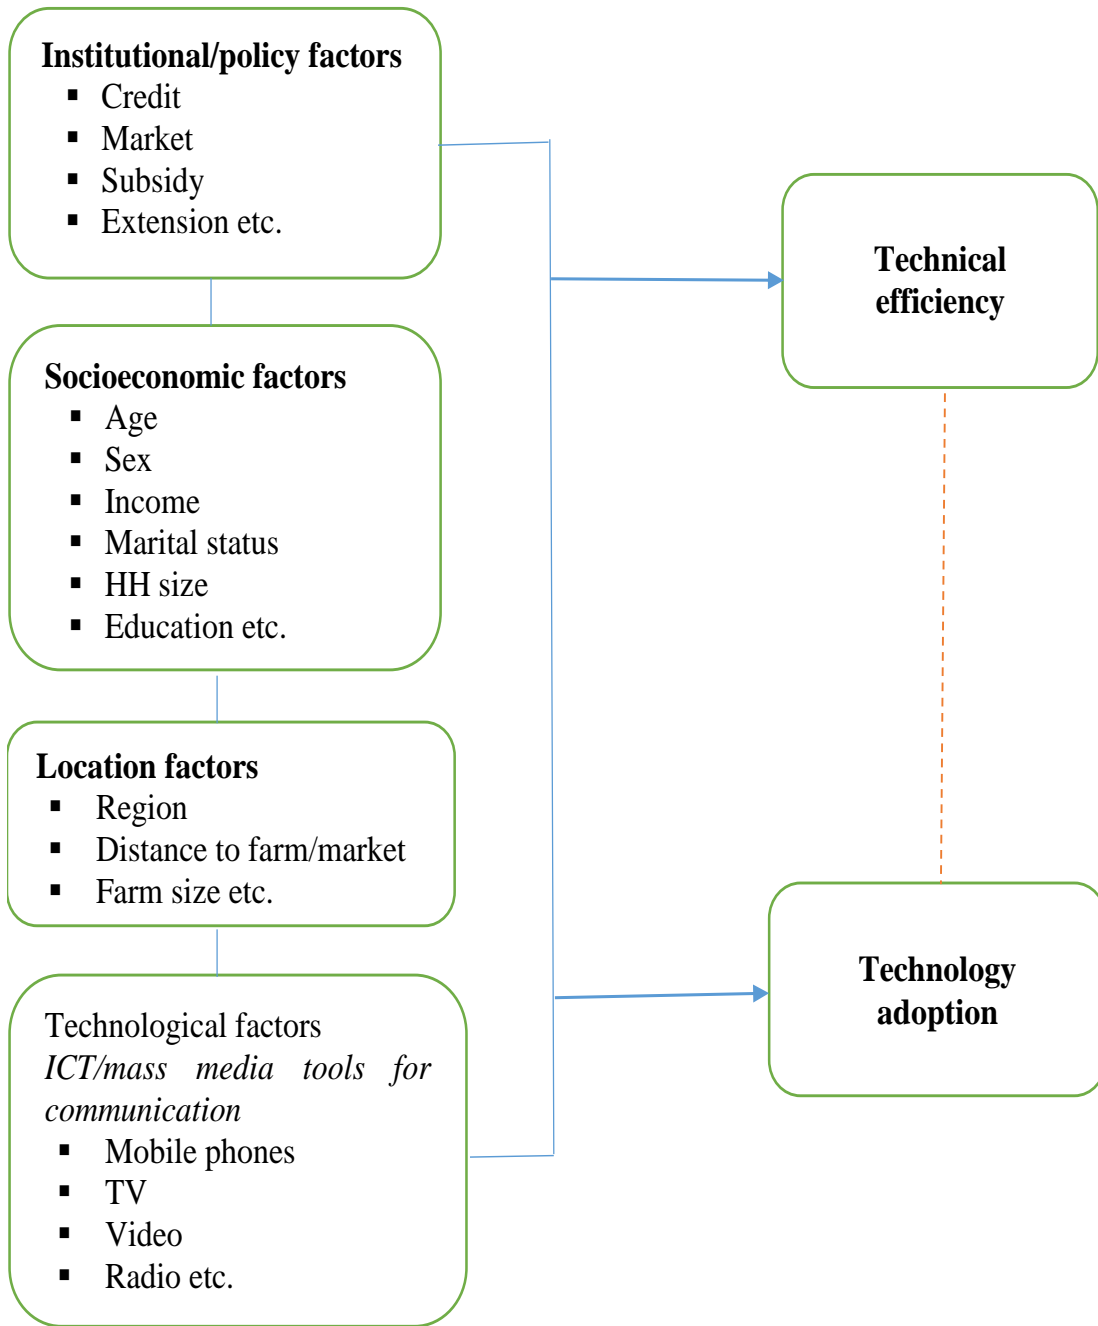 Institutional/policy factors
▪ Credit
▪ Market
▪ Subsidy
▪ Extension etc.
Socioeconomic factors
▪ Age
▪ Sex
▪ Income
▪ Marital status
▪ HH size
▪ Education etc.
Location factors
▪ Region
▪ Distance to farm/market
▪ Farm size etc.
Technological factors
ICT/mass media tools for
communication
▪ Mobile phones
▪ TV
▪ Video
▪ Radio etc.
Technical
efficiency
Technology
adoption